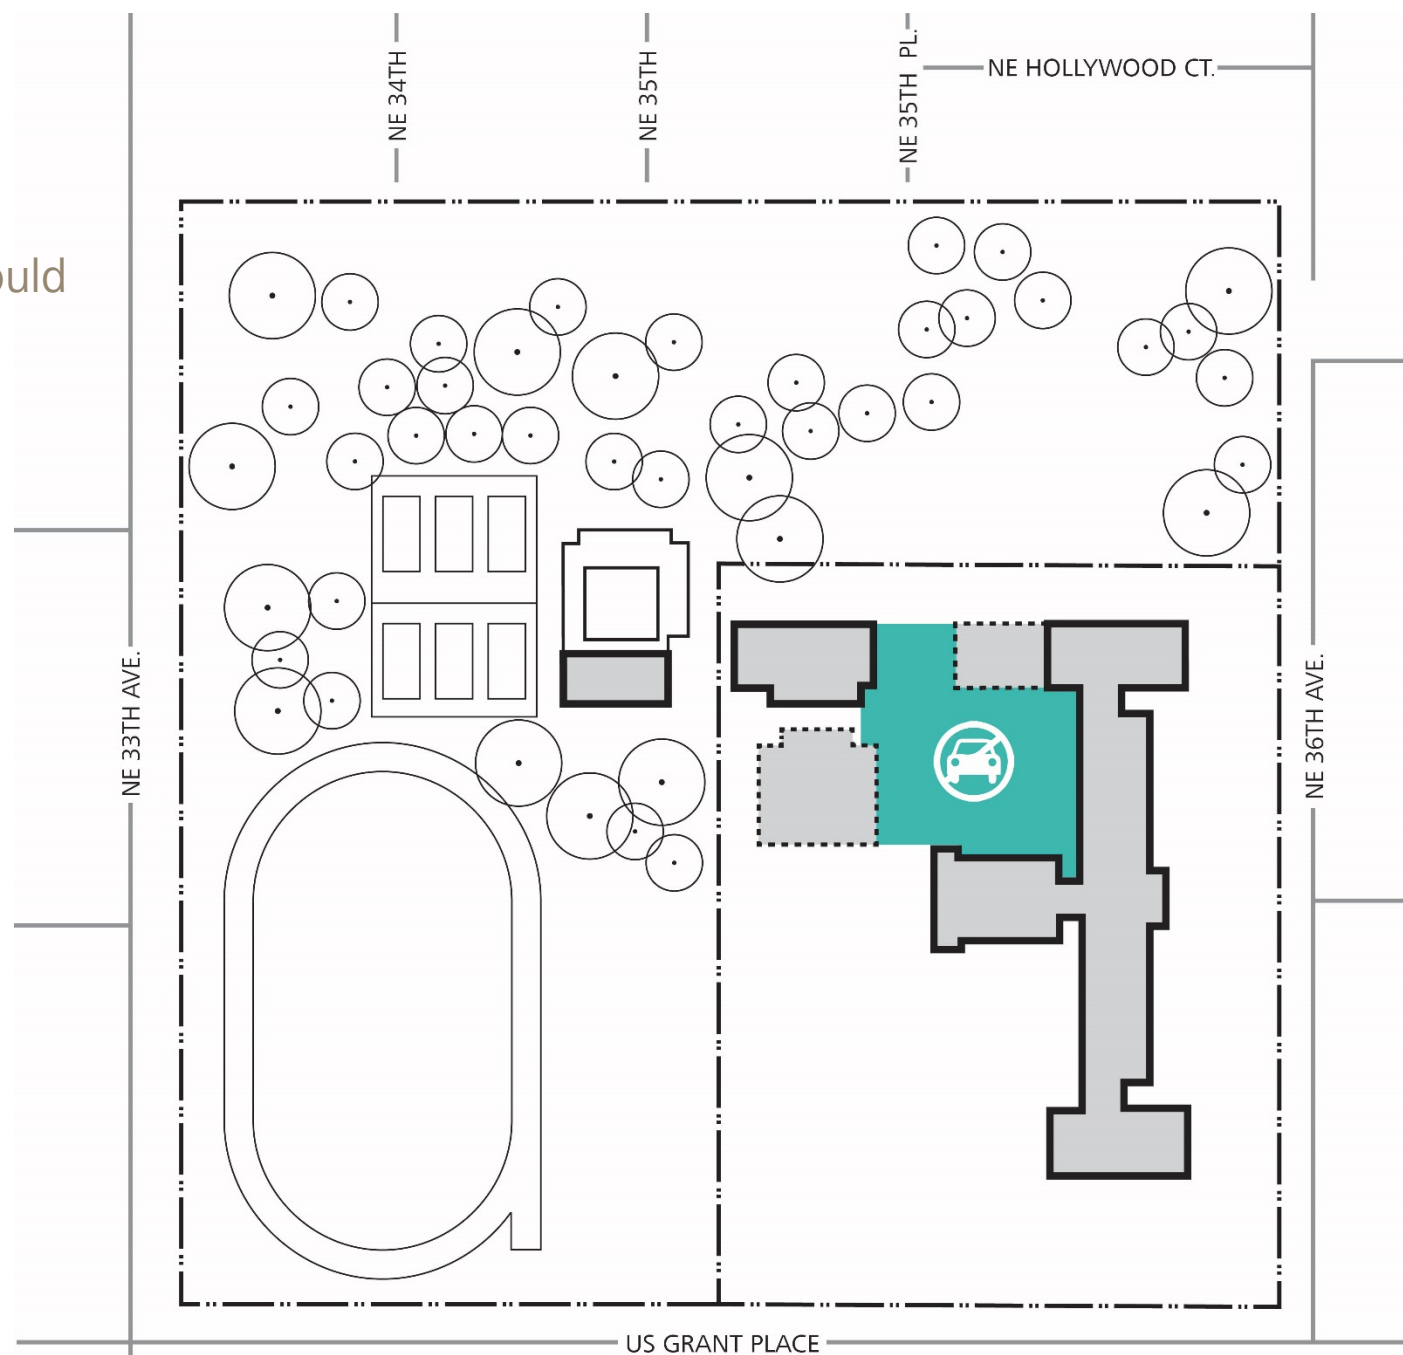 NE 34TH
NE 35TH
NE 35TH PL.
NE HOLLYWOOD CT.
ould
NE 33TH AVE.
NE 36TH AVE.
US GRANT PLACE